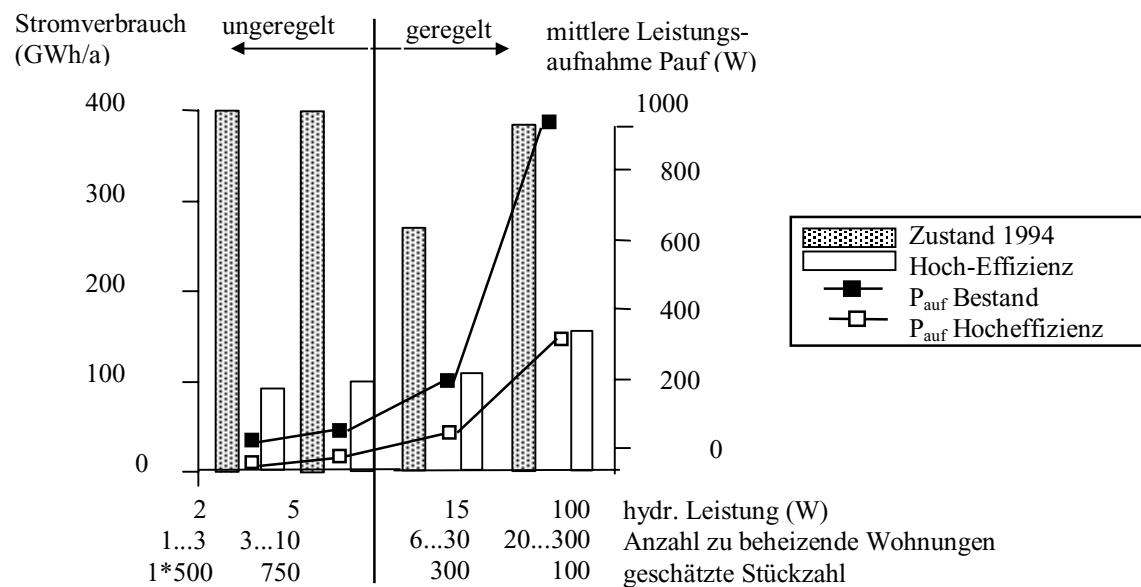 Stromverbrauch
(GWh/a)
ungeregelt
geregelt
mittlere Leistungs-
aufnahme Pauf (W)
400
300
200
100
0
1000
800
600
400
200
0
Zustand 1994
Hoch-Effizienz
Pauf Bestand
Pauf Hocheffizienz
2 5 15 100 hydr. Leistung (W)
1...3 3...10 6...30 20...300 Anzahl zu beheizende Wohnungen
1*500 750 300 100 geschätzte Stückzahl